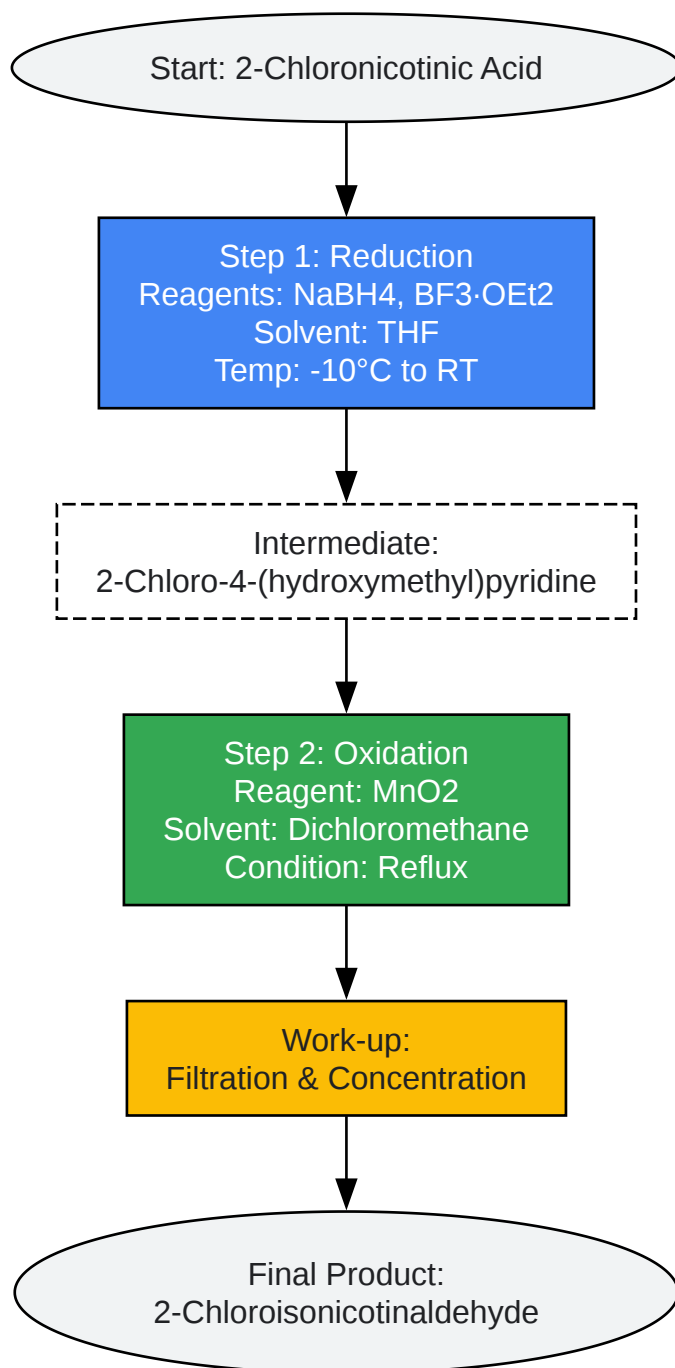 Start: 2-Chloronicotinic Acid
Step 1: Reduction
Reagents: NaBH4, BF3·OEt2
Solvent: THF
Temp: -10°C to RT
Intermediate:
2-Chloro-4-(hydroxymethyl)pyridine
Step 2: Oxidation
Reagent: MnO2
Solvent: Dichloromethane
Condition: Reflux
Work-up:
Filtration & Concentration
Final Product:
2-Chloroisonicotinaldehyde